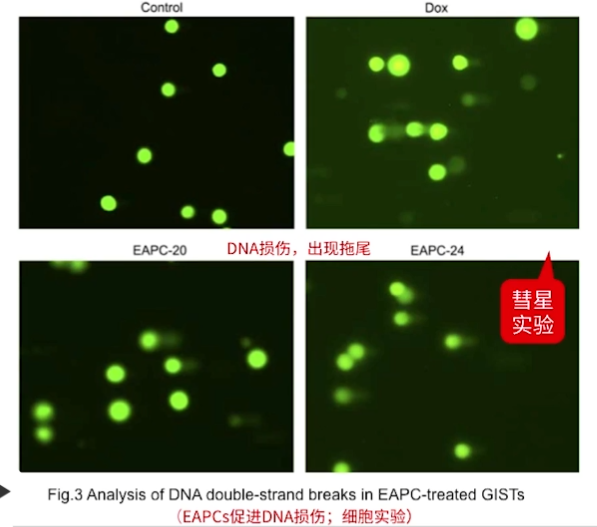 Control
Dox
DNA损伤，出现拖尾
EAPC-20
EAPC-24
彗星
实验
Fig.3 Analysis of DNA double-strand breaks in EAPC-treated GISTs
（EAPCs促进DNA损伤；细胞实验）